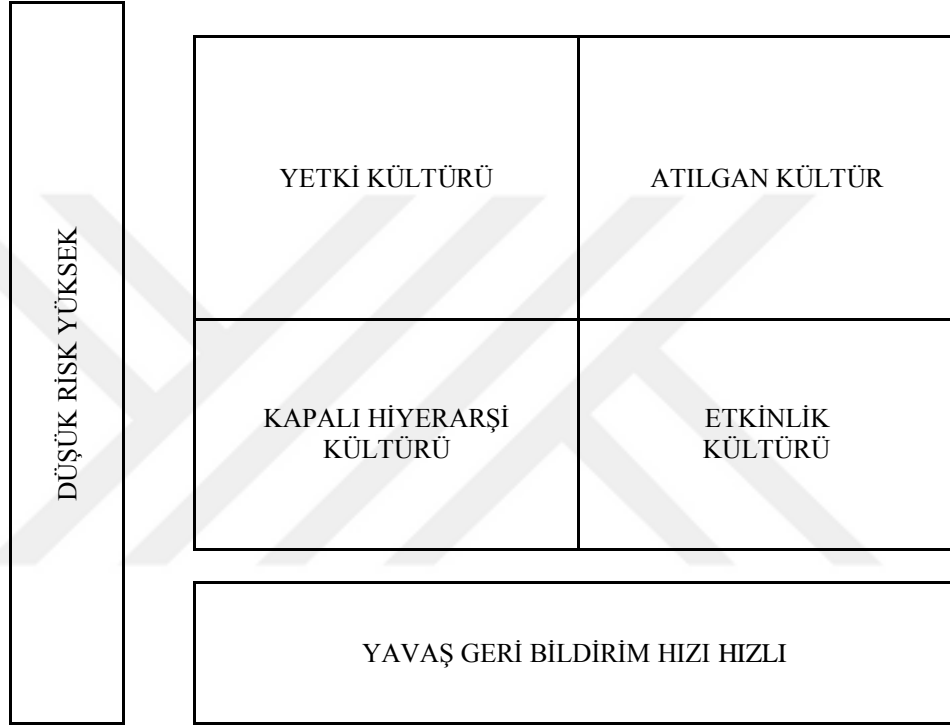 DÜŞÜK RİSK YÜKSEK
YETKİ KÜLTÜRÜ
ATILGAN KÜLTÜR
KAPALI HİYERARŞİ
KÜLTÜRÜ
ETKİNLİK
KÜLTÜRÜ
YAVAŞ GERİ BİLDİRİM HIZI HIZLI